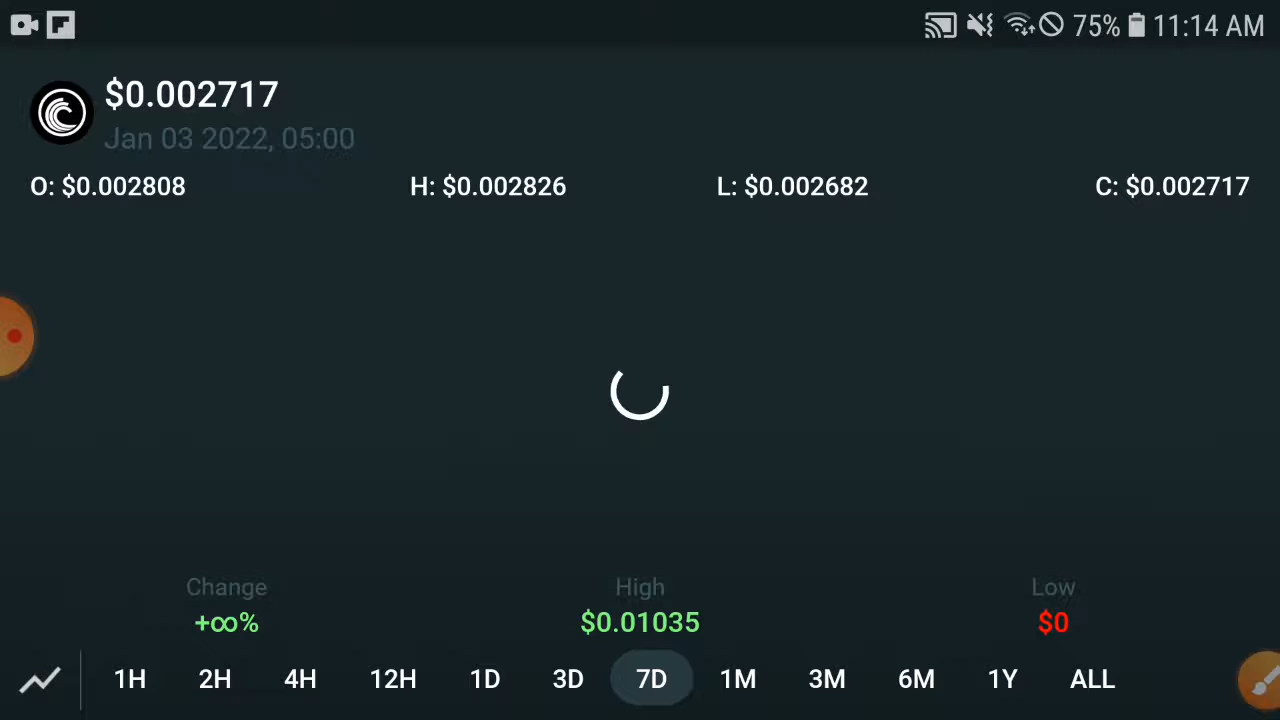 75% 11:14 AM
$0.002717
Jan 03 2022, 05:00
O: $0.002808 H: $0.002826 L: $0.002682 C: $0.002717
Change High Low
+∞% $0.01035 $0
1H 2H 4H 12H 1D 3D 7D 1M 3M 6M 1Y ALL